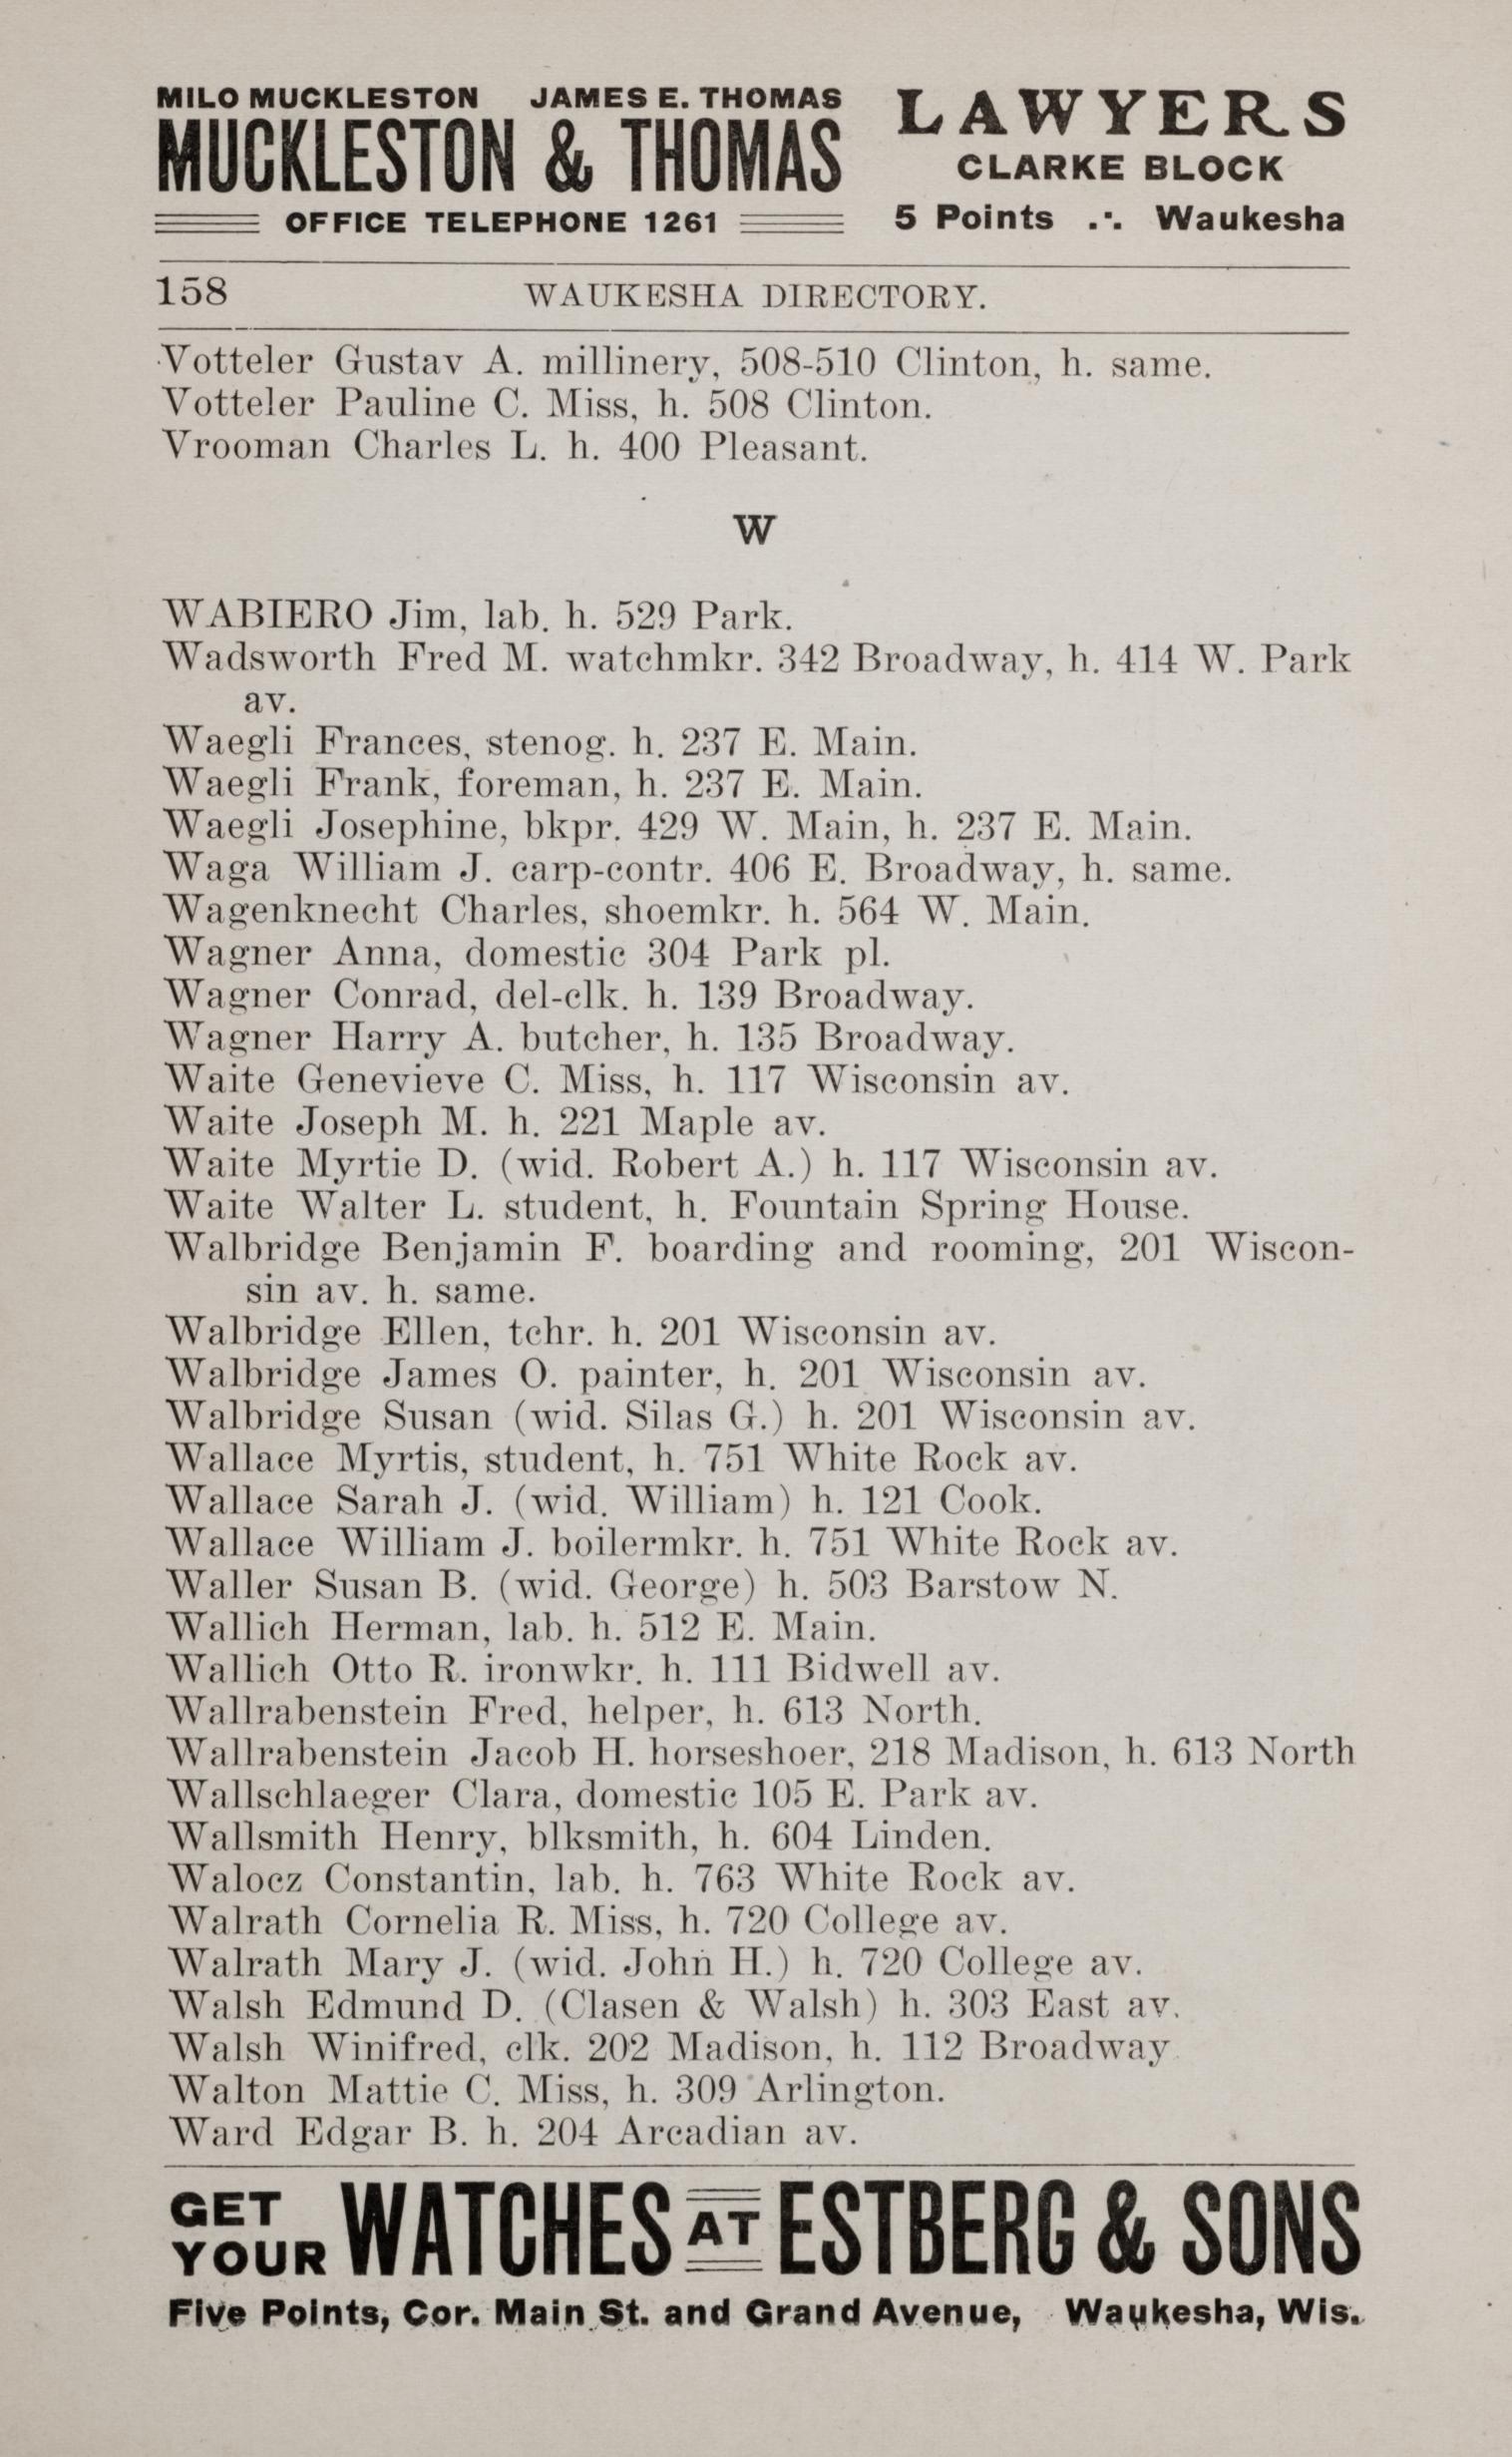 MILO MUCKLESTON JAMES E. THOMAS
MUCKLESTON & THOMAS
OFFICE TELEPHONE 1261
LAWYERS
CLARKE BLOCK
5 Points ∴ Waukesha
158 WAUKESHA DIRECTORY.
Votteler Gustav A. millinery, 508-510 Clinton, h. same.
Votteler Pauline C. Miss, h. 508 Clinton.
Vrooman Charles L. h. 400 Pleasant.
W
WABIERO Jim, lab. h. 529 Park.
Wadsworth Fred M. watchmkr. 342 Broadway, h. 414 W. Park
av.
Waegli Frances, stenog. h. 237 E. Main.
Waegli Frank, foreman, h. 237 E. Main.
Waegli Josephine, bkpr. 429 W. Main, h. 237 E. Main.
Waga William J. carp-contr. 406 E. Broadway, h. same.
Wagenknecht Charles, shoemkr. h. 564 W. Main.
Wagner Anna, domestic 304 Park pl.
Wagner Conrad, del-clk. h. 139 Broadway.
Wagner Harry A. butcher, h. 135 Broadway.
Waite Genevieve C. Miss, h. 117 Wisconsin av.
Waite Joseph M. h. 221 Maple av.
Waite Myrtie D. (wid. Robert A.) h. 117 Wisconsin av.
Waite Walter L. student, h. Fountain Spring House.
Walbridge Benjamin F. boarding and rooming, 201 Wiscon-
sin av. h. same.
Walbridge Ellen, tchr. h. 201 Wisconsin av.
Walbridge James O. painter, h. 201 Wisconsin av.
Walbridge Susan (wid. Silas G.) h. 201 Wisconsin av.
Wallace Myrtis, student, h. 751 White Rock av.
Wallace Sarah J. (wid. William) h. 121 Cook.
Wallace William J. boilermkr. h. 751 White Rock av.
Waller Susan B. (wid. George) h. 503 Barstow N.
Wallich Herman, lab. h. 512 E. Main.
Wallich Otto R. ironwkr. h. 111 Bidwell av.
Wallrabenstein Fred, helper, h. 613 North.
Wallrabenstein Jacob H. horseshoer, 218 Madison, h. 613 North
Wallschlaeger Clara, domestic 105 E. Park av.
Wallsmith Henry, blksmith, h. 604 Linden.
Walocz Constantin, lab. h. 763 White Rock av.
Walrath Cornelia R. Miss, h. 720 College av.
Walrath Mary J. (wid. John H.) h. 720 College av.
Walsh Edmund D. (Clasen & Walsh) h. 303 East av.
Walsh Winifred, clk. 202 Madison, h. 112 Broadway
Walton Mattie C. Miss, h. 309 Arlington.
Ward Edgar B. h. 204 Arcadian av.
GET YOUR WATCHES AT ESTBERG & SONS
Five Points, Cor. Main St. and Grand Avenue, Waukesha, Wis.